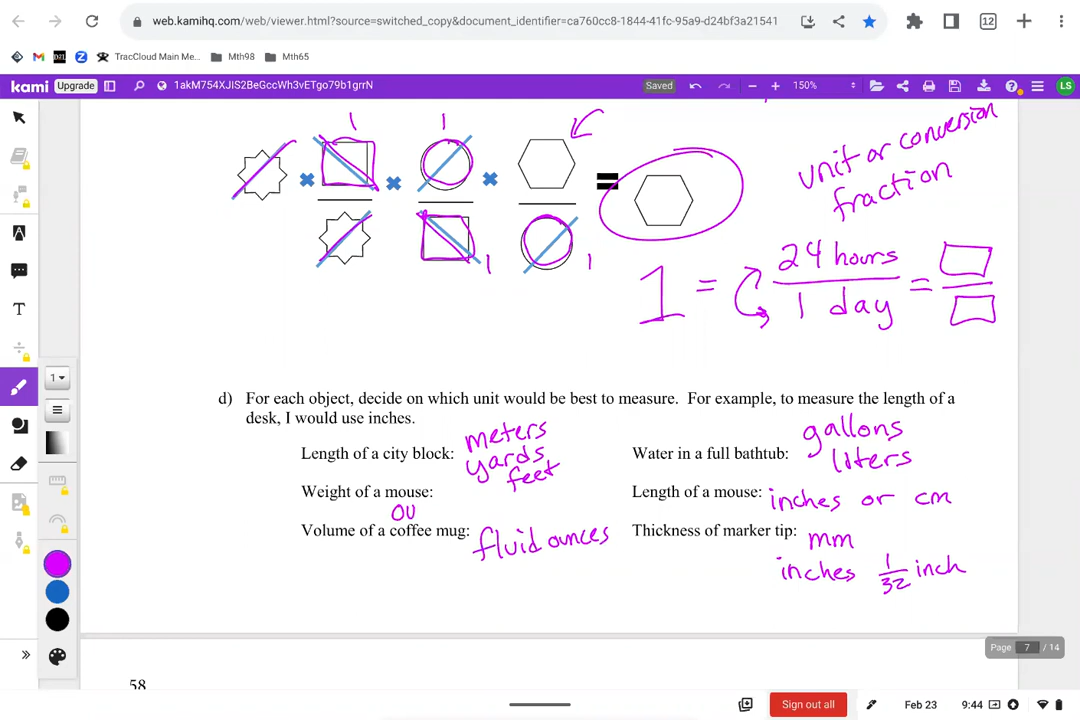 web.kamihq.com/web/viewer.html?source=switched_copy&document_identifier=ca760cc8-1844-41fc-95a9-d24bf3a21541
12
TracCloud Main Me...
Mth98
Mth65
kami
Upgrade
1akM754XJIS2BeGccWh3vETgo79b1grrN
Saved
150%
LS
1
1
unit or conversion
fraction
1
1
1 = 24 hours
1 day =
d) For each object, decide on which unit would be best to measure. For example, to measure the length of a
desk, I would use inches.
Length of a city block: meters
yards
feet
Water in a full bathtub: gallons
liters
Weight of a mouse:
ou
Length of a mouse: inches or cm
Volume of a coffee mug: fluid ounces
Thickness of marker tip: mm
inches 1/32 inch
1
Page 7 / 14
58
Sign out all
Feb 23
9:44